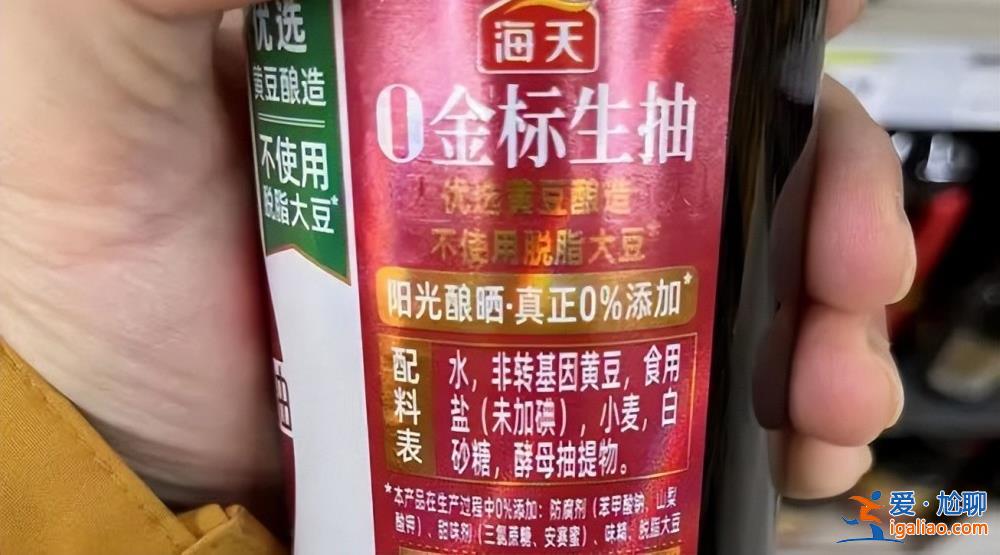 优选
黄豆酿造
不使用
脱脂大豆*
海天
0金标生抽
优选黄豆酿造
不使用脱脂大豆*
阳光酿晒·真正0%添加*
配料表
水，非转基因黄豆，食用
盐（未加碘），小麦，白
砂糖，酵母抽提物。
*本产品在生产过程中0%添加：防腐剂（苯甲酸钠、山梨
酸钾）、甜味剂（三氯蔗糖、安赛蜜）、味精、脱脂大豆
爱·尬聊
igaliao.com